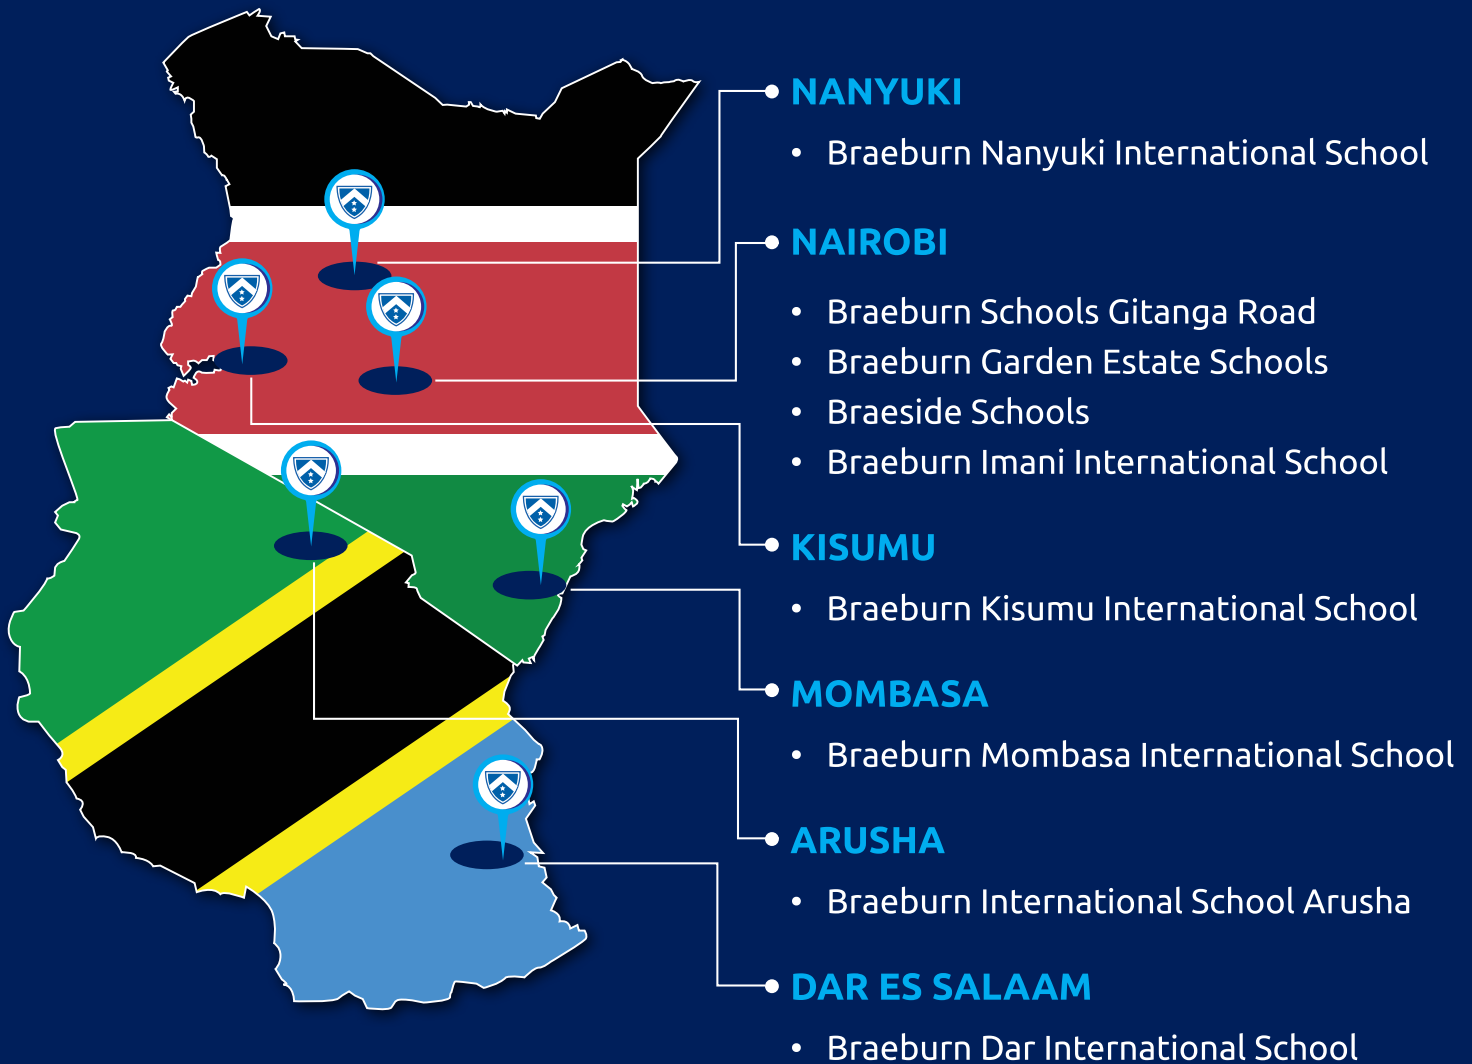 NANYUKI
• Braeburn Nanyuki International School
NAIROBI
• Braeburn Schools Gitanga Road
• Braeburn Garden Estate Schools
• Braeside Schools
• Braeburn Imani International School
KISUMU
• Braeburn Kisumu International School
MOMBASA
• Braeburn Mombasa International School
ARUSHA
• Braeburn International School Arusha
DAR ES SALAAM
• Braeburn Dar International School